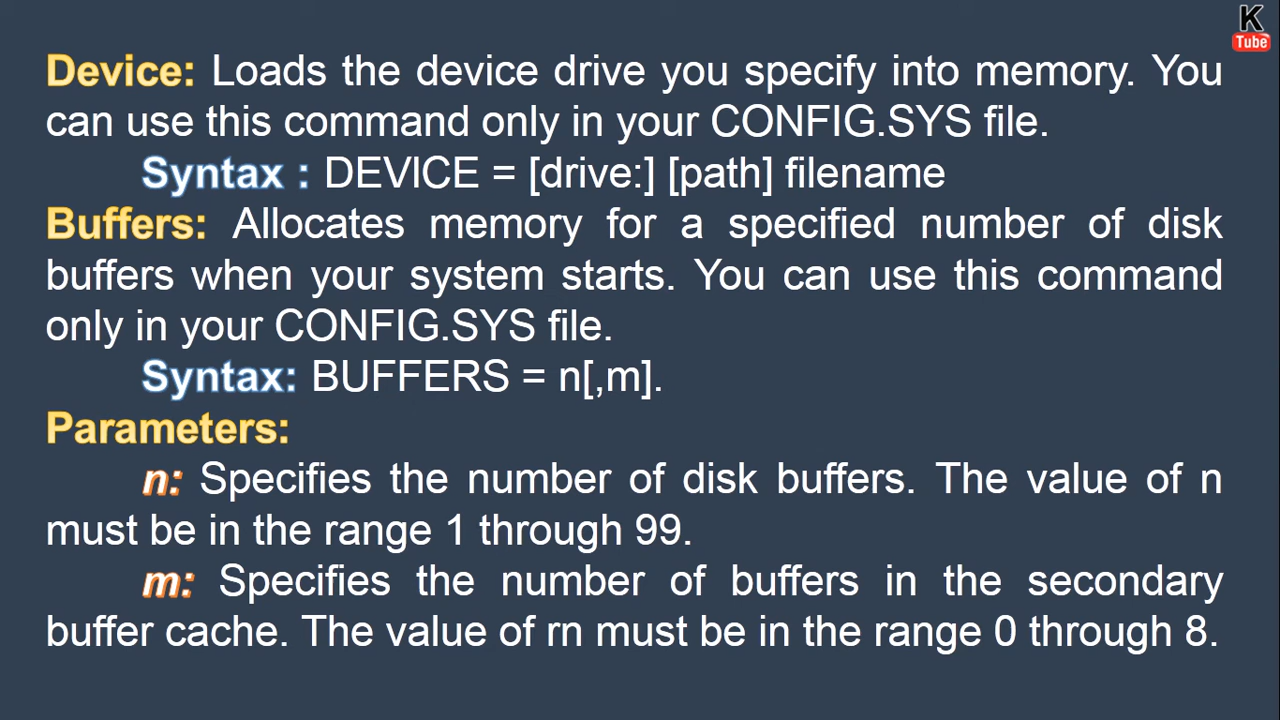 K
Tube
Device: Loads the device drive you specify into memory. You
can use this command only in your CONFIG.SYS file.
Syntax : DEVICE = [drive:] [path] filename
Buffers: Allocates memory for a specified number of disk
buffers when your system starts. You can use this command
only in your CONFIG.SYS file.
Syntax: BUFFERS = n[,m].
Parameters:
n: Specifies the number of disk buffers. The value of n
must be in the range 1 through 99.
m: Specifies the number of buffers in the secondary
buffer cache. The value of rn must be in the range 0 through 8.